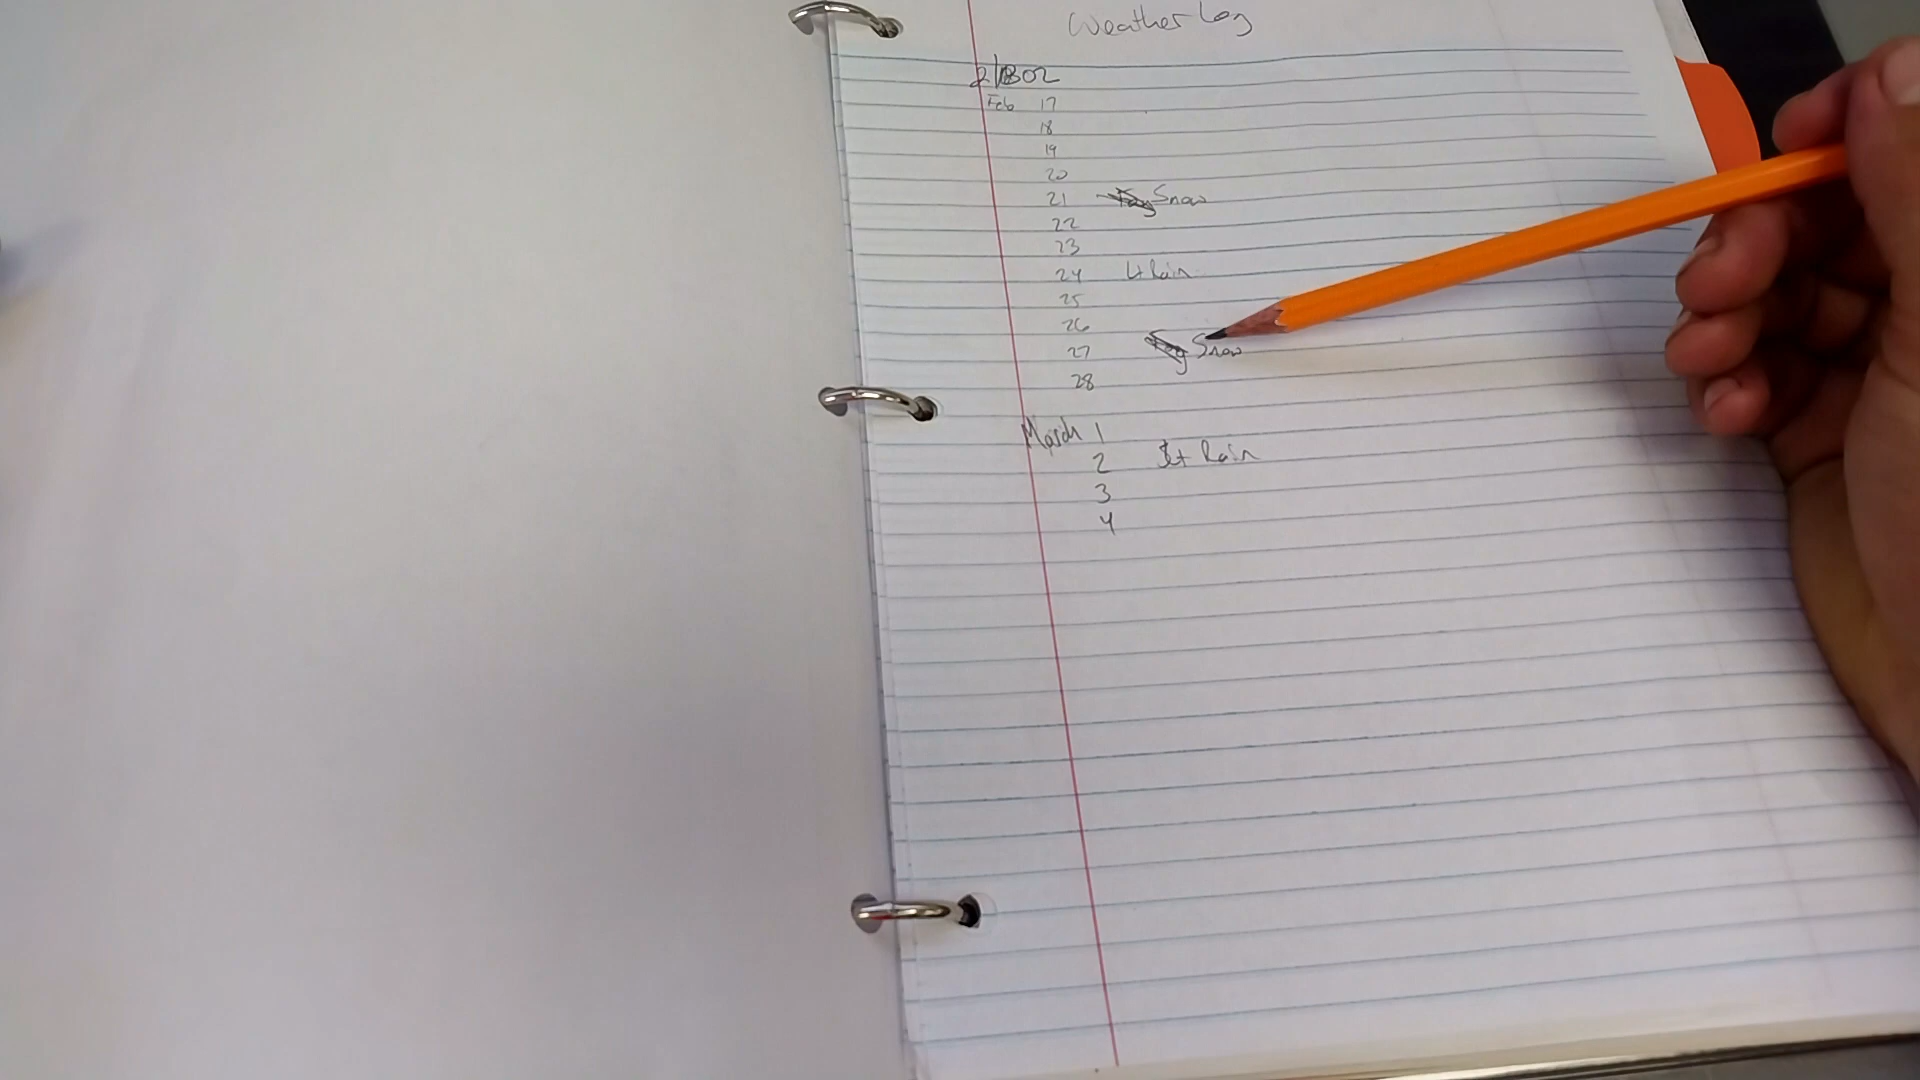 Weather Log
Feb 17
18
19
20
21 Snow
22
23
24 Lt Rain
25
26
27 Fog Snow
28
March 1
2 Lt Rain
3
4